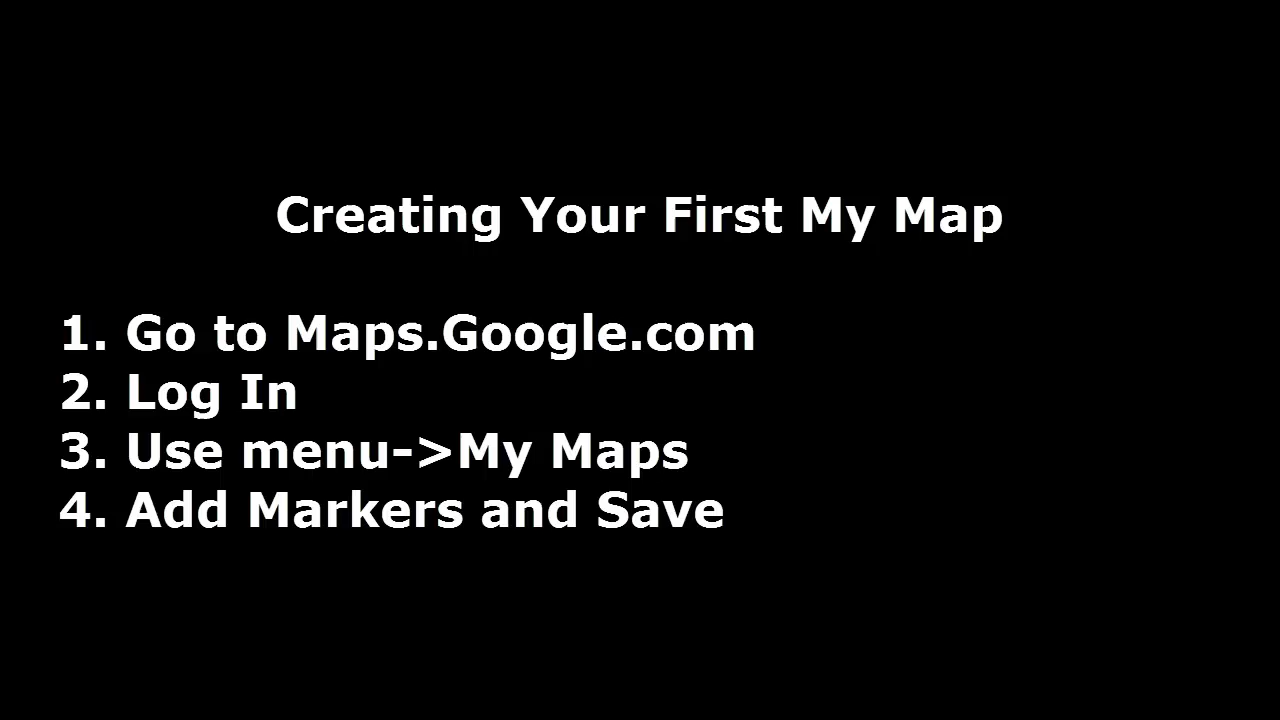 Creating Your First My Map
1. Go to Maps.Google.com
2. Log In
3. Use menu->My Maps
4. Add Markers and Save